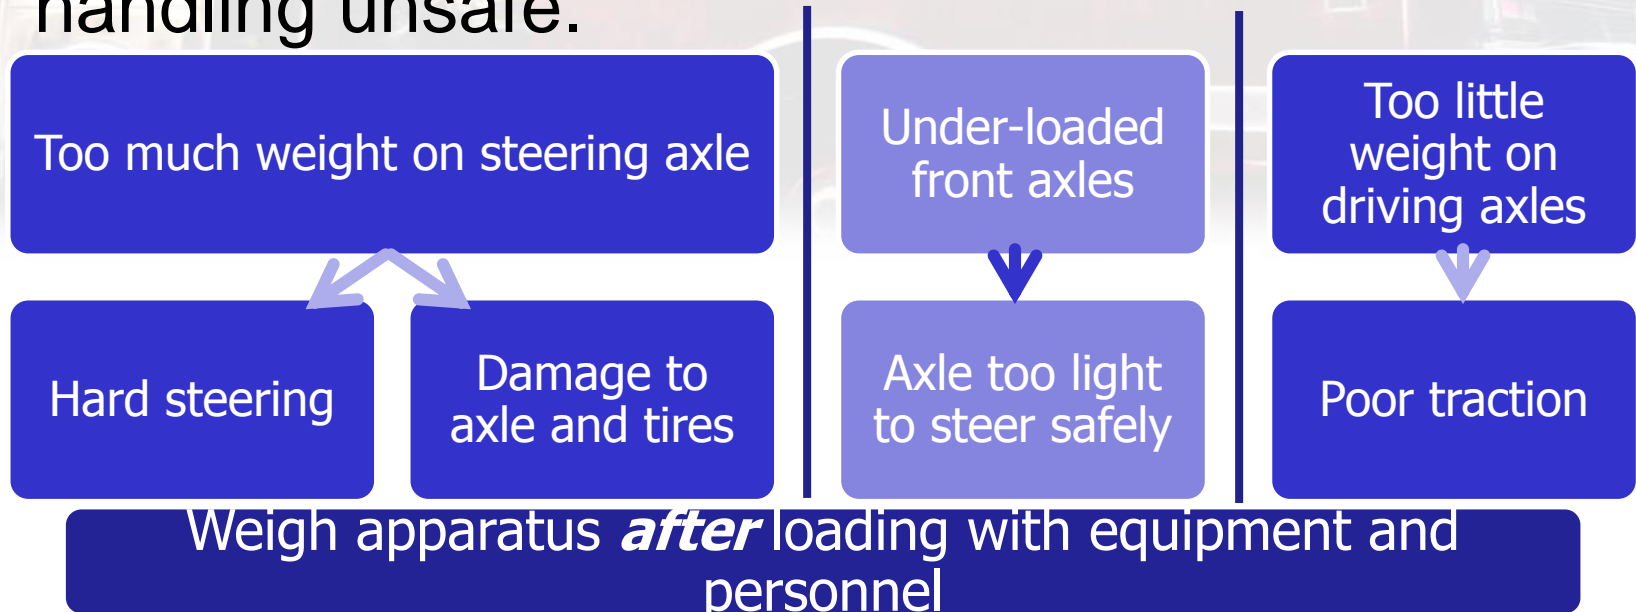 handling unsafe.
Too much weight on steering axle
Under-loaded
front axles
Too little
weight on
driving axles
Hard steering
Damage to
axle and tires
Axle too light
to steer safely
Poor traction
Weigh apparatus after loading with equipment and
personnel